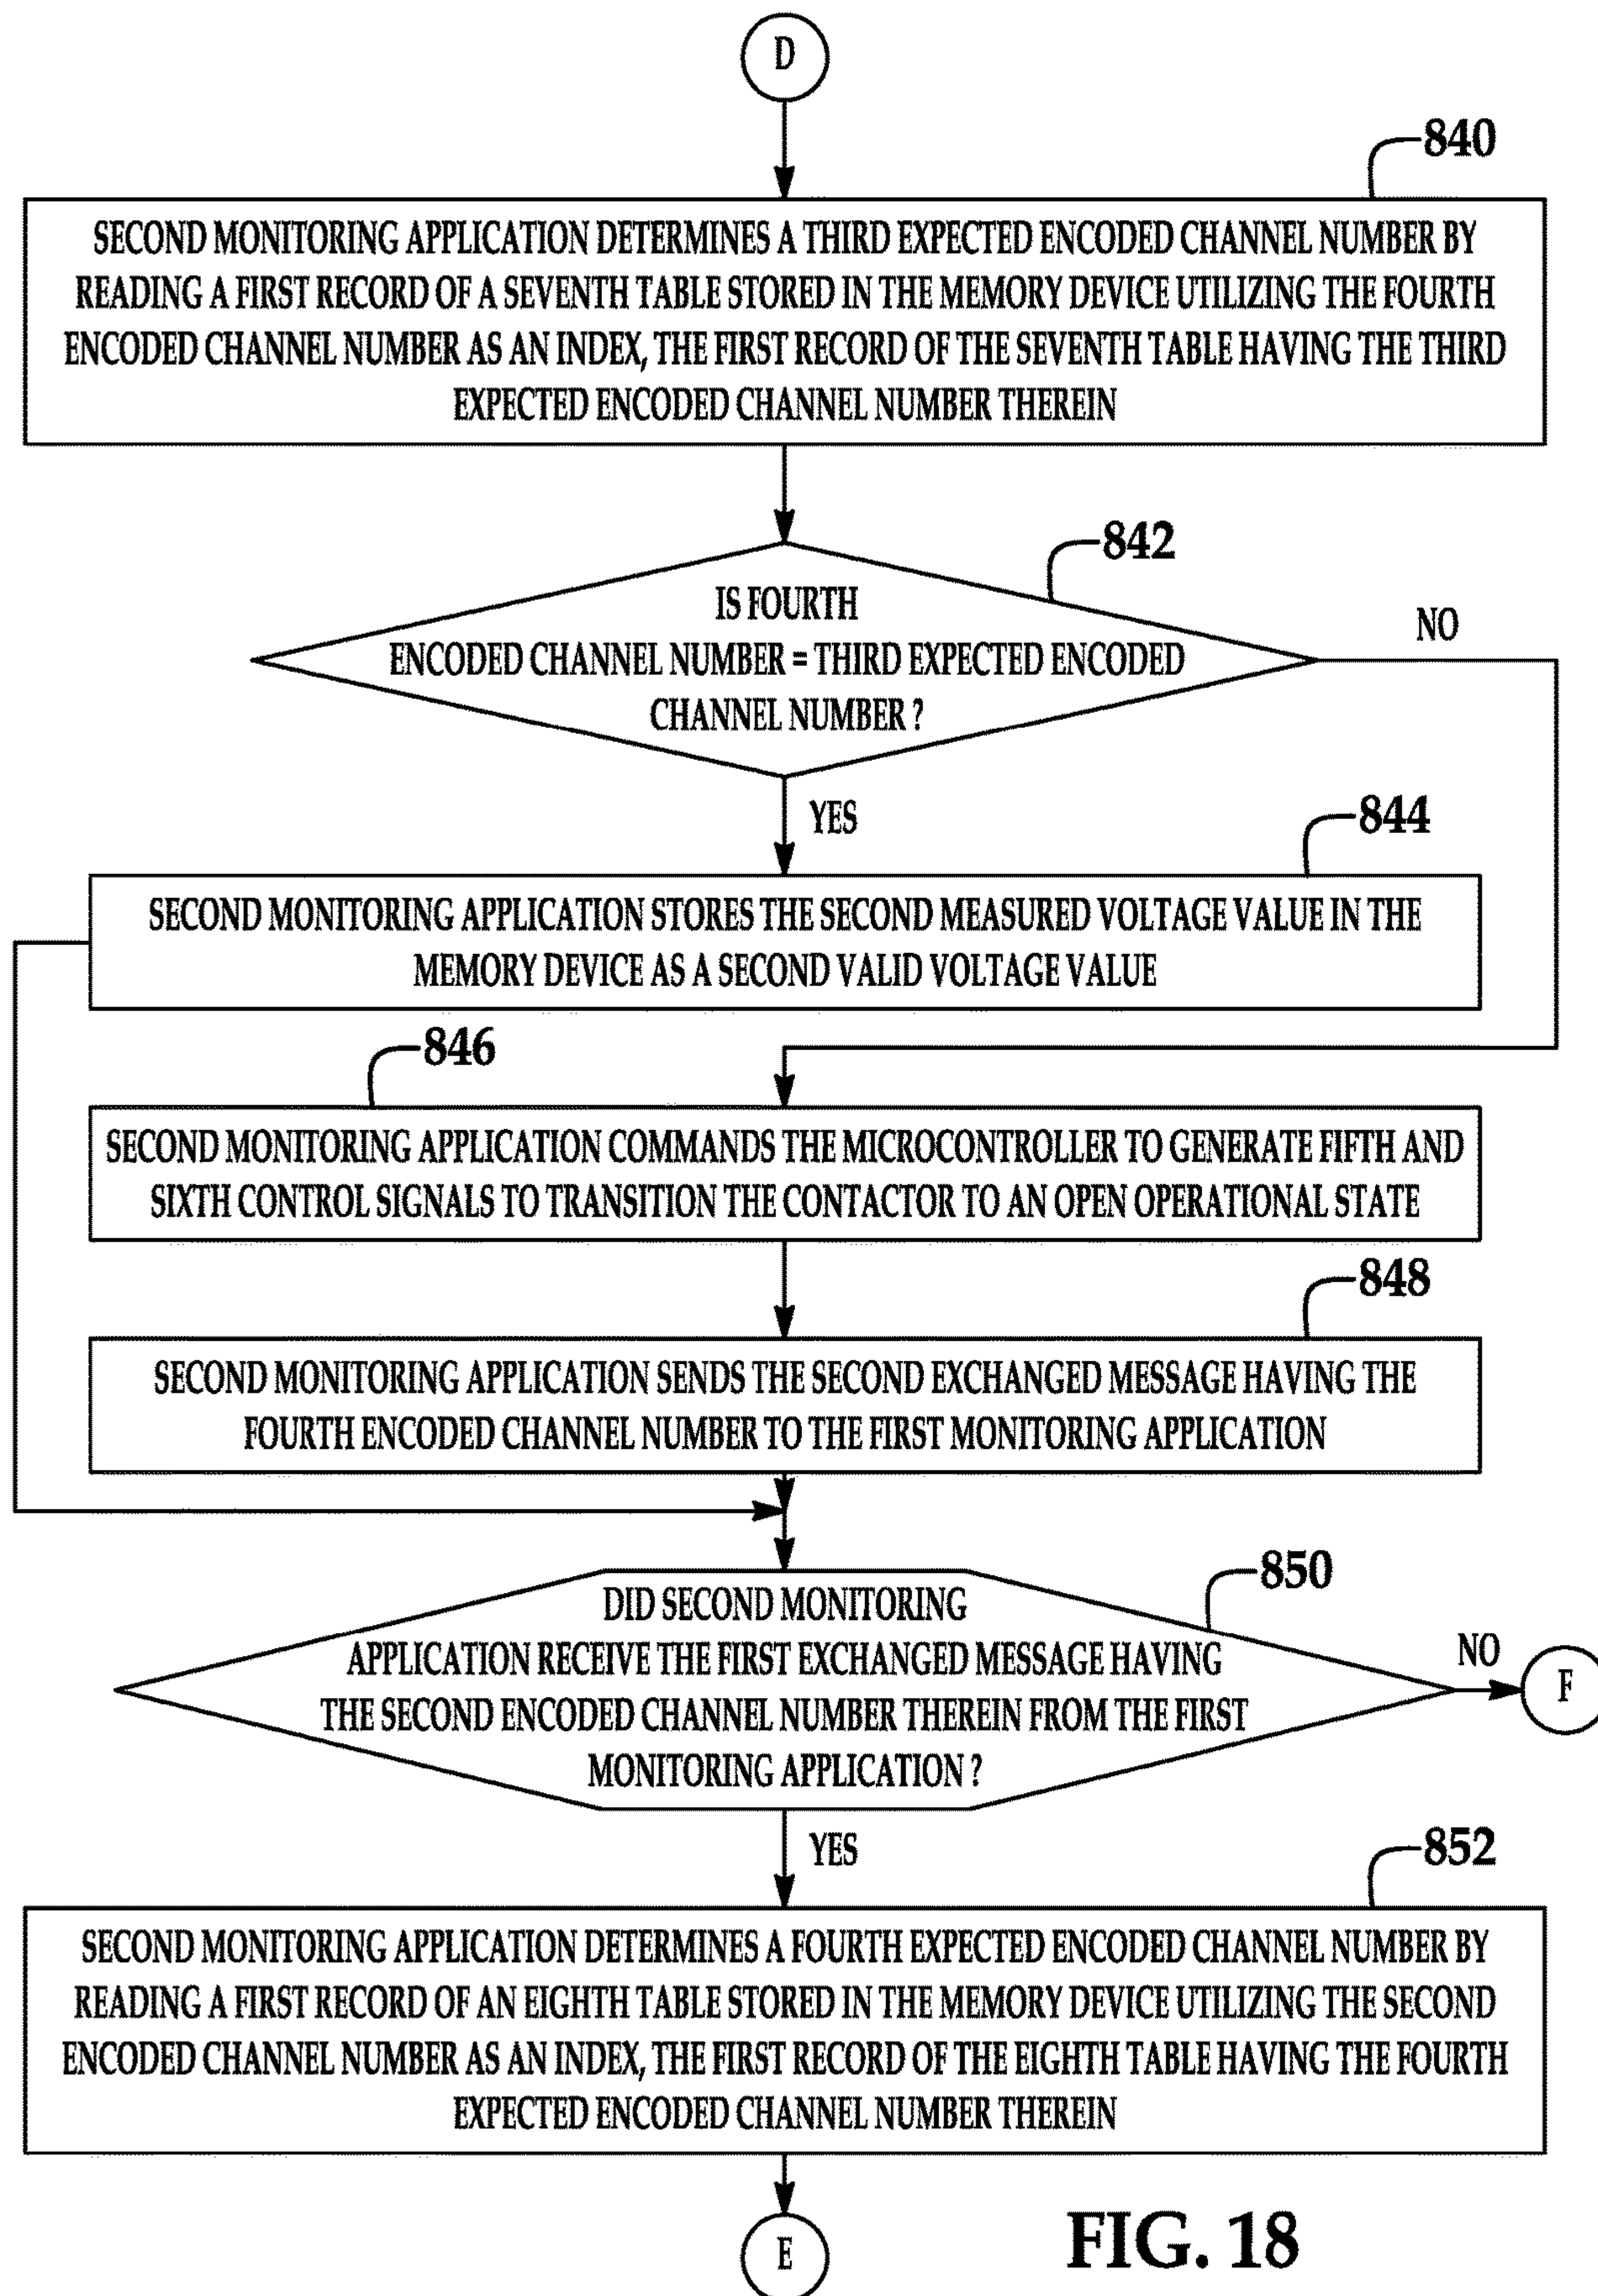 D
840
SECOND MONITORING APPLICATION DETERMINES A THIRD EXPECTED ENCODED CHANNEL NUMBER BY
READING A FIRST RECORD OF A SEVENTH TABLE STORED IN THE MEMORY DEVICE UTILIZING THE FOURTH
ENCODED CHANNEL NUMBER AS AN INDEX, THE FIRST RECORD OF THE SEVENTH TABLE HAVING THE THIRD
EXPECTED ENCODED CHANNEL NUMBER THEREIN
842
IS FOURTH
ENCODED CHANNEL NUMBER = THIRD EXPECTED ENCODED
CHANNEL NUMBER ?
NO
YES
844
SECOND MONITORING APPLICATION STORES THE SECOND MEASURED VOLTAGE VALUE IN THE
MEMORY DEVICE AS A SECOND VALID VOLTAGE VALUE
846
SECOND MONITORING APPLICATION COMMANDS THE MICROCONTROLLER TO GENERATE FIFTH AND
SIXTH CONTROL SIGNALS TO TRANSITION THE CONTACTOR TO AN OPEN OPERATIONAL STATE
848
SECOND MONITORING APPLICATION SENDS THE SECOND EXCHANGED MESSAGE HAVING THE
FOURTH ENCODED CHANNEL NUMBER TO THE FIRST MONITORING APPLICATION
850
DID SECOND MONITORING
APPLICATION RECEIVE THE FIRST EXCHANGED MESSAGE HAVING
THE SECOND ENCODED CHANNEL NUMBER THEREIN FROM THE FIRST
MONITORING APPLICATION ?
NO
F
YES
852
SECOND MONITORING APPLICATION DETERMINES A FOURTH EXPECTED ENCODED CHANNEL NUMBER BY
READING A FIRST RECORD OF AN EIGHTH TABLE STORED IN THE MEMORY DEVICE UTILIZING THE SECOND
ENCODED CHANNEL NUMBER AS AN INDEX, THE FIRST RECORD OF THE EIGHTH TABLE HAVING THE FOURTH
EXPECTED ENCODED CHANNEL NUMBER THEREIN
E
FIG. 18